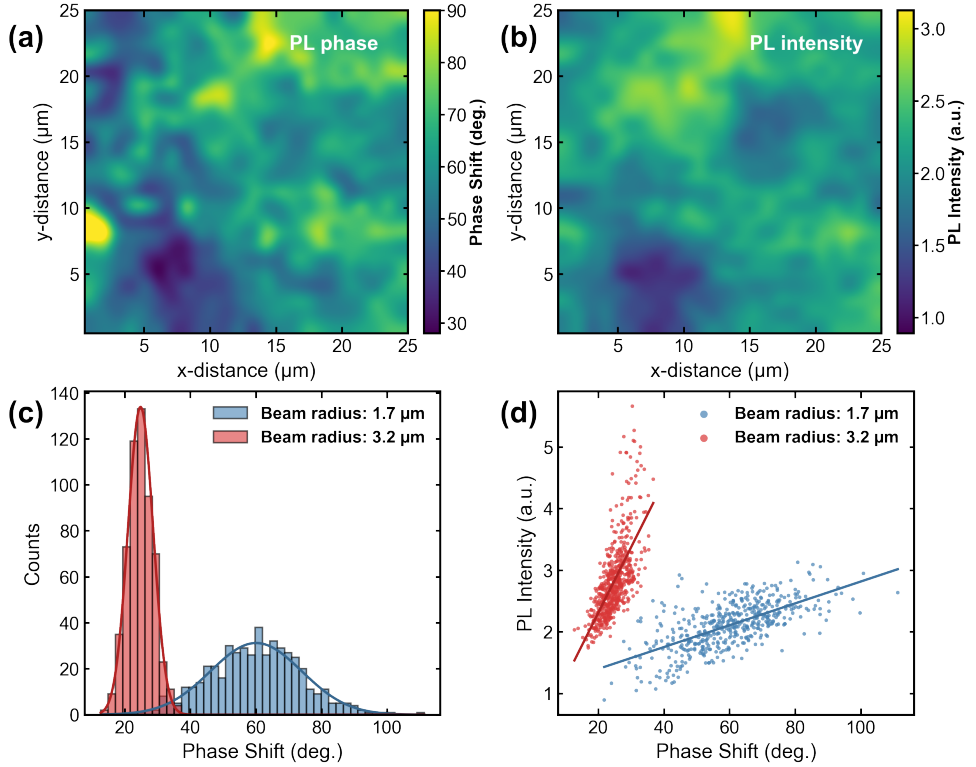 (a)
PL phase
25
20
15
10
5
y-distance (µm)
5
10
15
20
25
x-distance (µm)
90
80
70
60
50
40
30
Phase Shift (deg.)
(b)
PL intensity
25
20
15
10
5
y-distance (µm)
5
10
15
20
25
x-distance (µm)
3.0
2.5
2.0
1.5
1.0
PL Intensity (a.u.)
(c)
Beam radius: 1.7 µm
Beam radius: 3.2 µm
140
120
100
80
60
40
20
0
Counts
20
40
60
80
100
Phase Shift (deg.)
(d)
Beam radius: 1.7 µm
Beam radius: 3.2 µm
5
4
3
2
1
PL Intensity (a.u.)
20
40
60
80
100
Phase Shift (deg.)